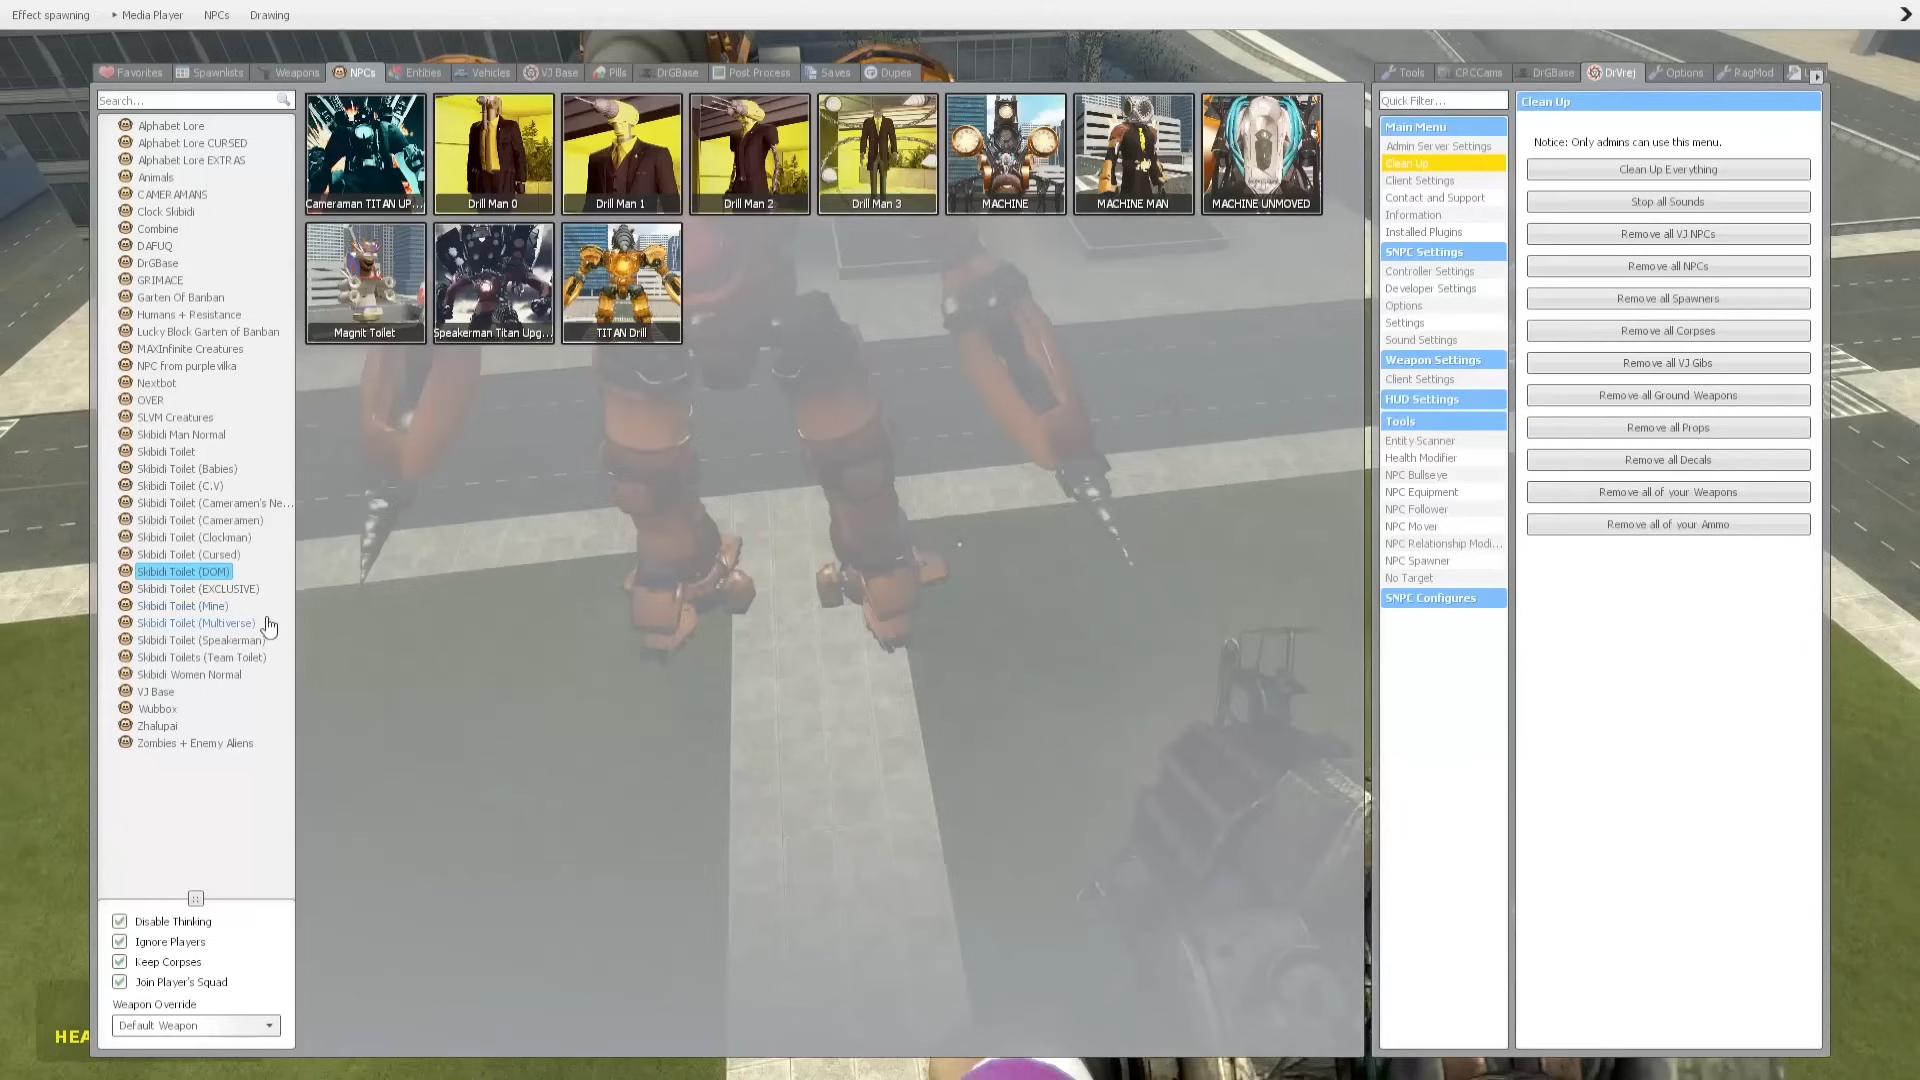 Effect spawning
Media Player
NPCs
Drawing
Favorites
Spawnlists
Weapons
NPCs
Entities
Vehicles
VJ Base
Pills
DrGBase
Post Process
Saves
Dupes
Tools
CRCCams
DrGBase
DrVrej
Options
RagMod
Search...
Alphabet Lore
Alphabet Lore CURSED
Alphabet Lore EXTRAS
Animals
CAMERAMANS
Clock Skibidi
Combine
DAFUQ
DrGBase
GRIMACE
Garten Of Banban
Humans + Resistance
Lucky Block Garten of Banban
MAXInfinite Creatures
NPC from purplevilka
Nextbot
OVER
SLVM Creatures
Skibidi Man Normal
Skibidi Toilet
Skibidi Toilet (Babies)
Skibidi Toilet (C.V)
Skibidi Toilet (Cameramen's Ne...
Skibidi Toilet (Cameramen)
Skibidi Toilet (Clockman)
Skibidi Toilet (Cursed)
Skibidi Toilet (DOM)
Skibidi Toilet (EXCLUSIVE)
Skibidi Toilet (Mine)
Skibidi Toilet (Multiverse)
Skibidi Toilet (Speakerman)
Skibidi Toilets (Team Toilet)
Skibidi Women Normal
VJ Base
Wubbox
Zhalupai
Zombies + Enemy Aliens
Disable Thinking
Ignore Players
Keep Corpses
Join Player's Squad
Weapon Override
Default Weapon
HEA
Cameraman TITAN UP...
Drill Man 0
Drill Man 1
Drill Man 2
Drill Man 3
MACHINE
MACHINE MAN
MACHINE UNMOVED
Magnit Toilet
Speakerman Titan Upg...
TITAN Drill
Quick Filter...
Main Menu
Admin Server Settings
Clean Up
Client Settings
Contact and Support
Information
Installed Plugins
SNPC Settings
Controller Settings
Developer Settings
Options
Settings
Sound Settings
Weapon Settings
Client Settings
HUD Settings
Tools
Entity Scanner
Health Modifier
NPC Bullseye
NPC Equipment
NPC Follower
NPC Mover
NPC Relationship Modi...
NPC Spawner
No Target
SNPC Configures
Clean Up
Notice: Only admins can use this menu.
Clean Up Everything
Stop all Sounds
Remove all VJ NPCs
Remove all NPCs
Remove all Spawners
Remove all Corpses
Remove all VJ Gibs
Remove all Ground Weapons
Remove all Props
Remove all Decals
Remove all of your Weapons
Remove all of your Ammo